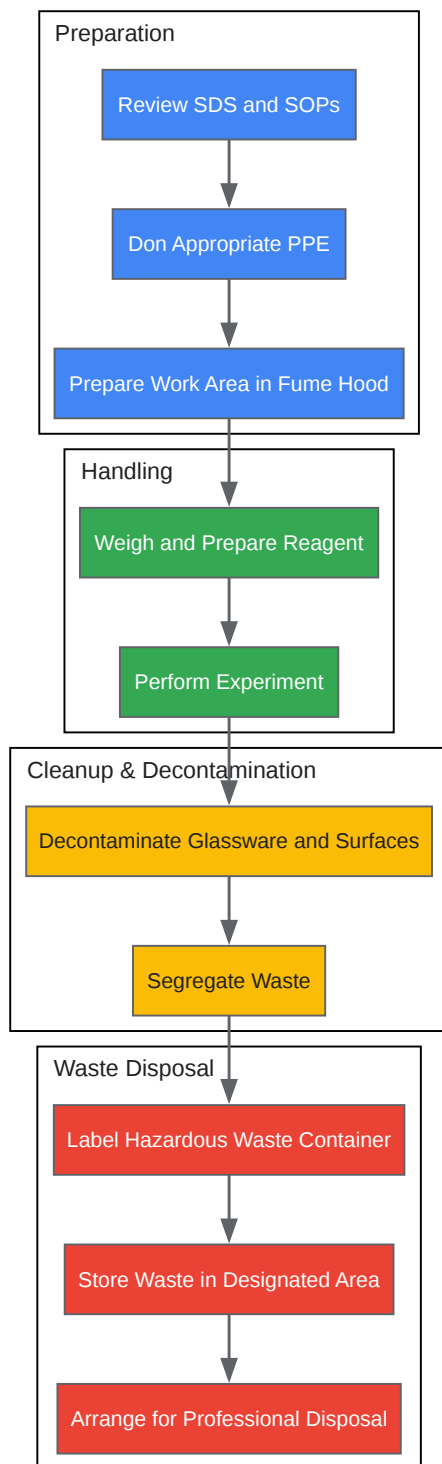 Preparation
Review SDS and SOPs
Don Appropriate PPE
Prepare Work Area in Fume Hood
Handling
Weigh and Prepare Reagent
Perform Experiment
Cleanup & Decontamination
Decontaminate Glassware and Surfaces
Segregate Waste
Waste Disposal
Label Hazardous Waste Container
Store Waste in Designated Area
Arrange for Professional Disposal